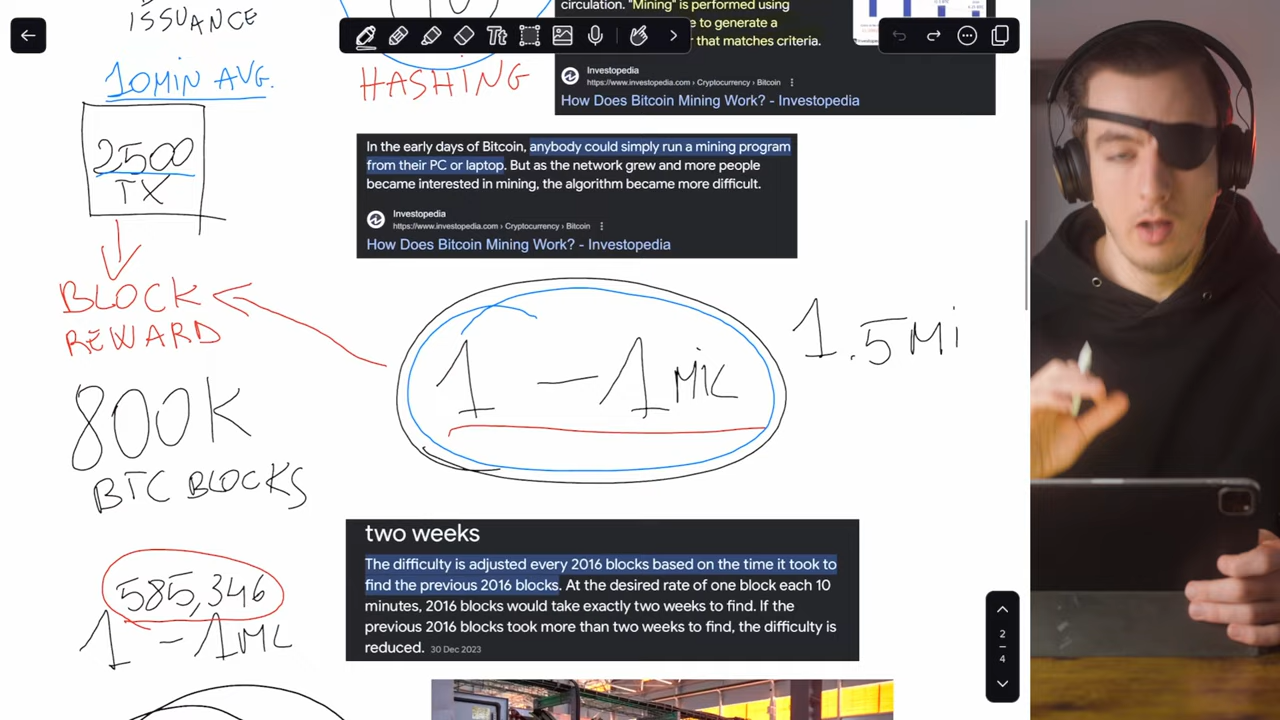 ISSUANCE
10MIN AVG.
2500
TX
BLOCK
REWARD
800K
BTC BLOCKS
585,346
1 - 1MIL
HASHING
circulation. "Mining" is performed using
e to generate a
that matches criteria.
Investopedia
https://www.investopedia.com › Cryptocurrency › Bitcoin
How Does Bitcoin Mining Work? - Investopedia
In the early days of Bitcoin, anybody could simply run a mining program
from their PC or laptop. But as the network grew and more people
became interested in mining, the algorithm became more difficult.
Investopedia
https://www.investopedia.com › Cryptocurrency › Bitcoin
How Does Bitcoin Mining Work? - Investopedia
1 — 1 MIL
1.5 Mi
two weeks
The difficulty is adjusted every 2016 blocks based on the time it took to
find the previous 2016 blocks. At the desired rate of one block each 10
minutes, 2016 blocks would take exactly two weeks to find. If the
previous 2016 blocks took more than two weeks to find, the difficulty is
reduced. 30 Dec 2023
Tt
2
4